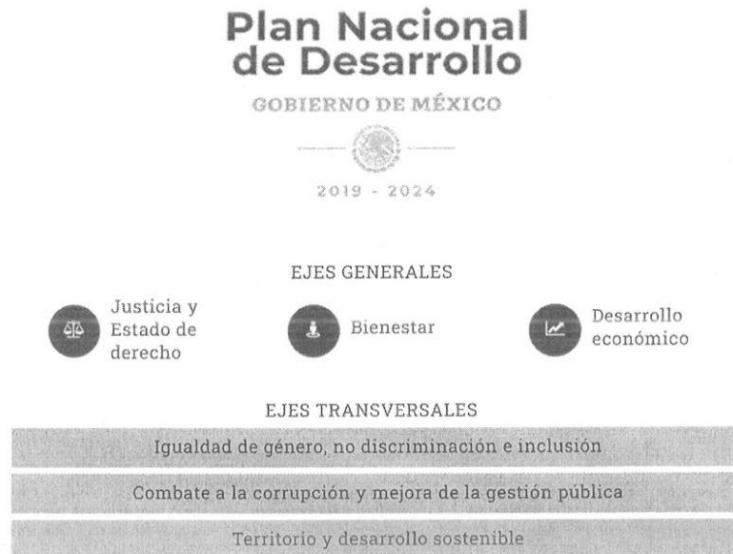 Plan Nacional
de Desarrollo
GOBIERNO DE MÉXICO
2019 - 2024
EJES GENERALES
Justicia y
Estado de
derecho
Bienestar
Desarrollo
económico
EJES TRANSVERSALES
Igualdad de género, no discriminación e inclusión
Combate a la corrupción y mejora de la gestión pública
Territorio y desarrollo sostenible